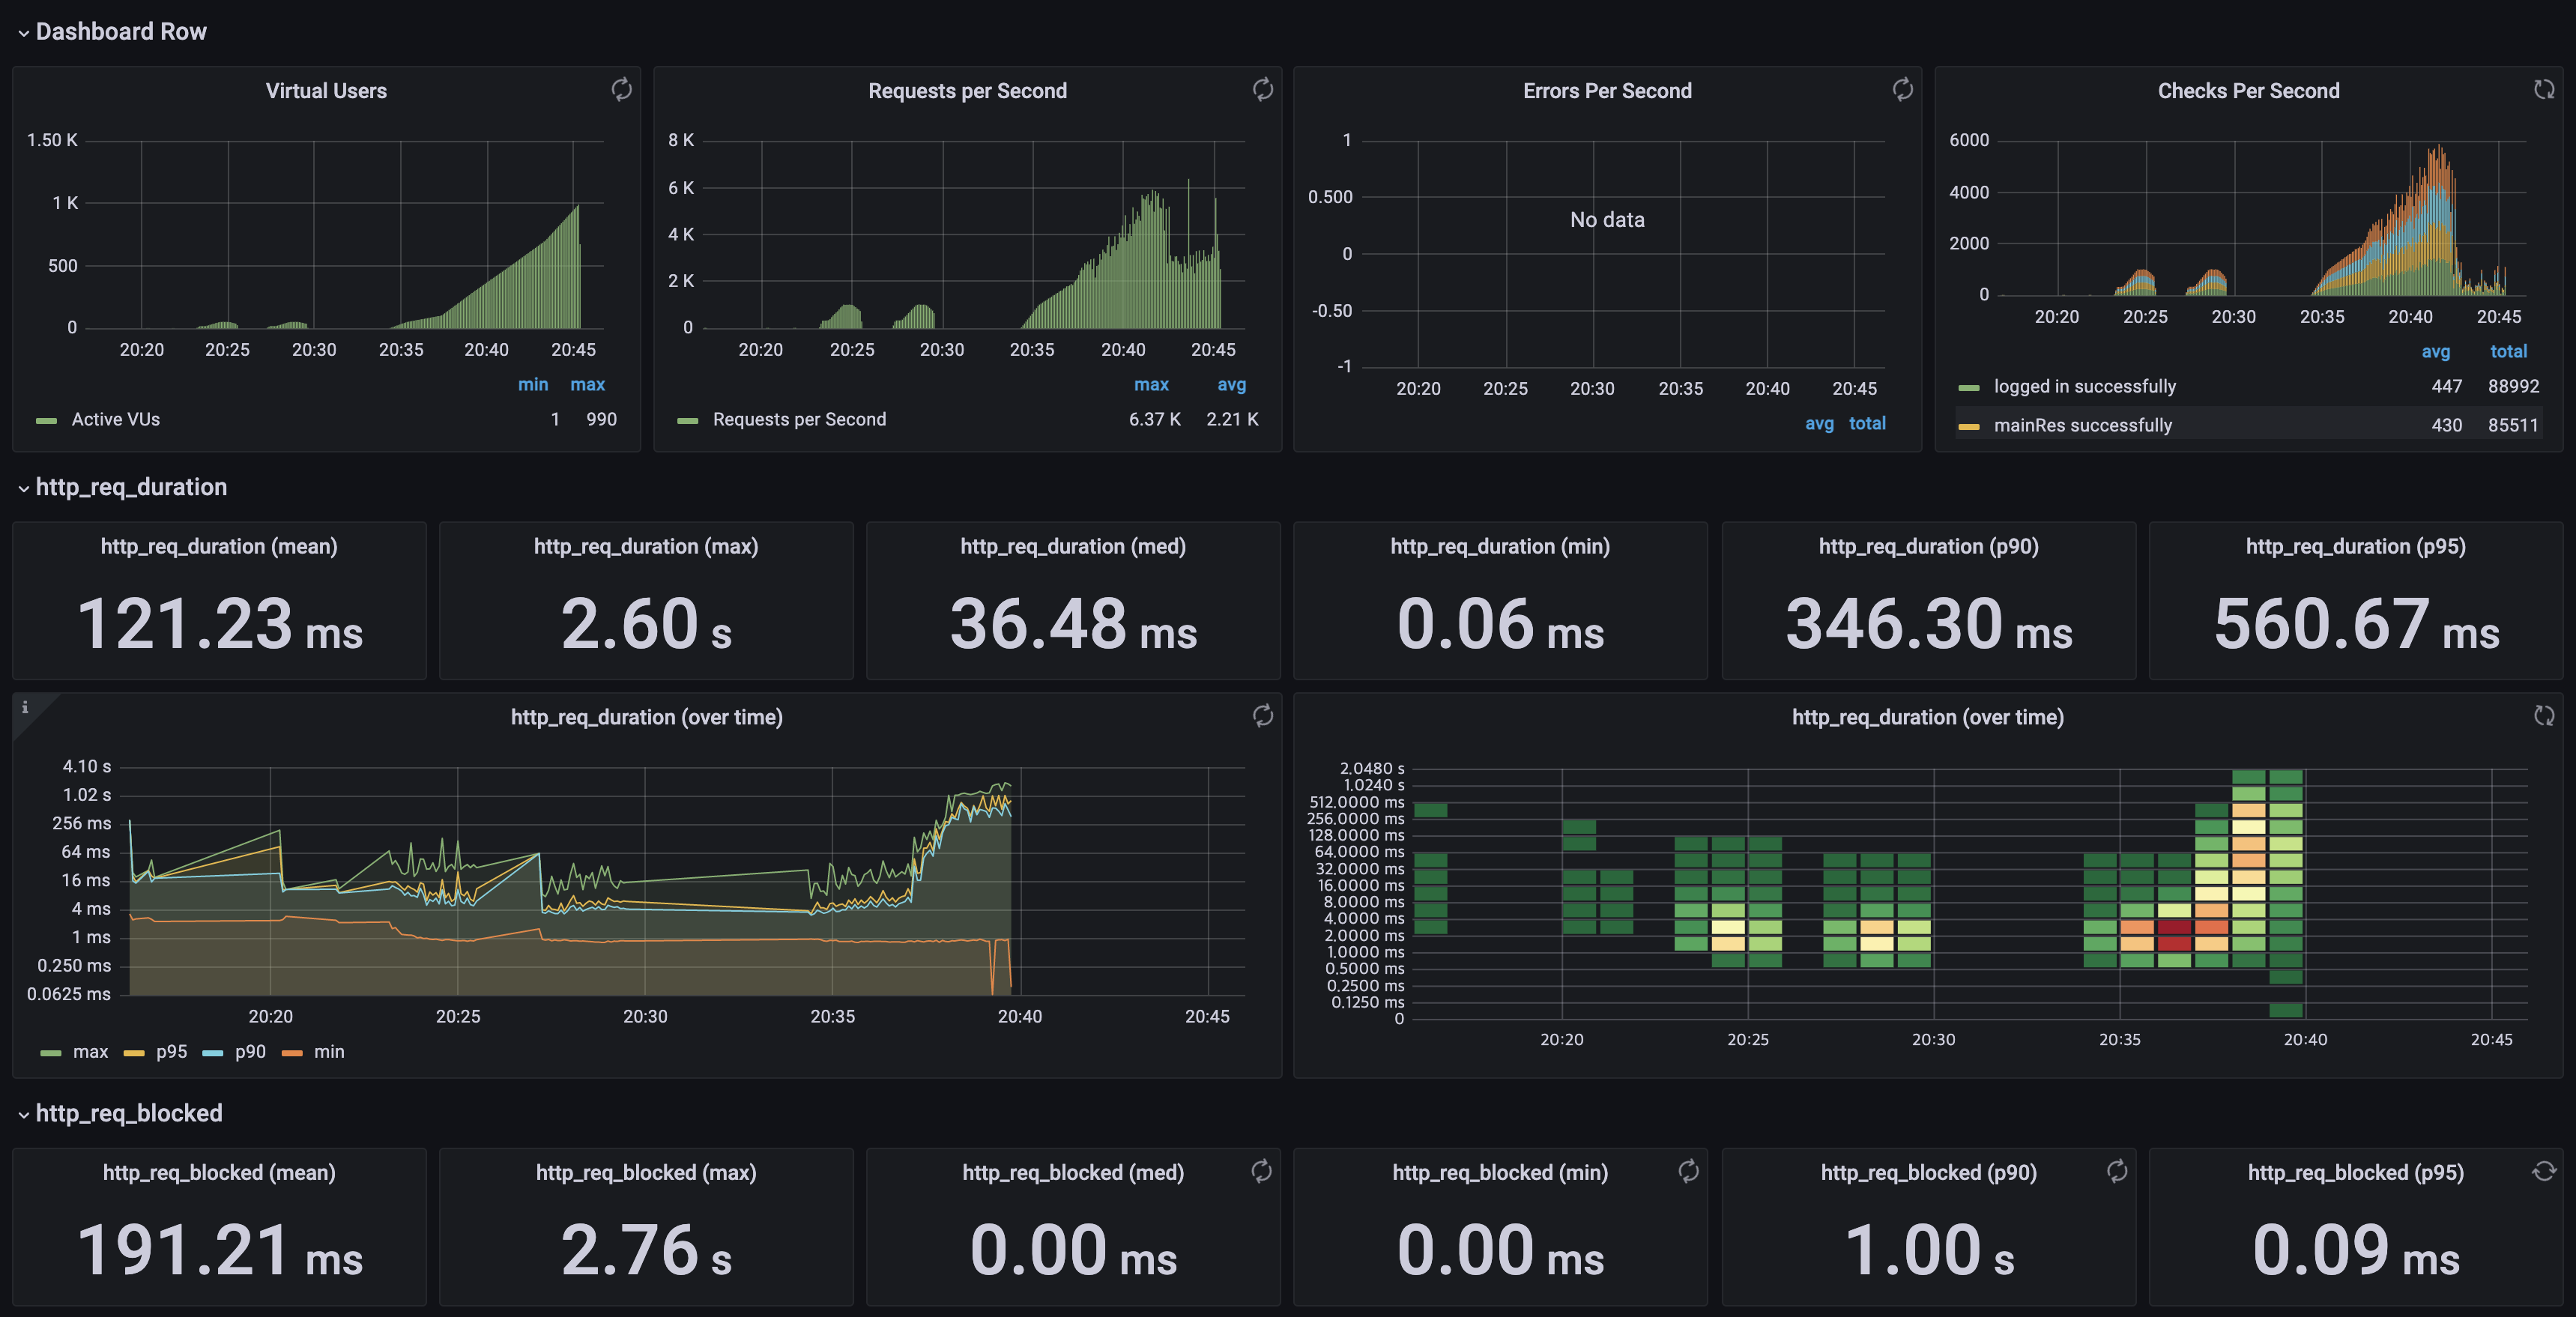 Dashboard Row
Virtual Users
1.50 K
1 K
500
0
20:20 20:25 20:30 20:35 20:40 20:45
min max
Active VUs 1 990
Requests per Second
8 K
6 K
4 K
2 K
0
20:20 20:25 20:30 20:35 20:40 20:45
max avg
Requests per Second 6.37 K 2.21 K
Errors Per Second
1
0.500
0
-0.50
-1
No data
20:20 20:25 20:30 20:35 20:40 20:45
avg total
Checks Per Second
6000
4000
2000
0
20:20 20:25 20:30 20:35 20:40 20:45
avg total
logged in successfully 447 88992
mainRes successfully 430 85511
http_req_duration
http_req_duration (mean)
121.23 ms
http_req_duration (max)
2.60 s
http_req_duration (med)
36.48 ms
http_req_duration (min)
0.06 ms
http_req_duration (p90)
346.30 ms
http_req_duration (p95)
560.67 ms
i
http_req_duration (over time)
4.10 s
1.02 s
256 ms
64 ms
16 ms
4 ms
1 ms
0.250 ms
0.0625 ms
20:20 20:25 20:30 20:35 20:40 20:45
max p95 p90 min
http_req_duration (over time)
2.0480 s
1.0240 s
512.0000 ms
256.0000 ms
128.0000 ms
64.0000 ms
32.0000 ms
16.0000 ms
8.0000 ms
4.0000 ms
2.0000 ms
1.0000 ms
0.5000 ms
0.2500 ms
0.1250 ms
0
20:20 20:25 20:30 20:35 20:40 20:45
http_req_blocked
http_req_blocked (mean)
191.21 ms
http_req_blocked (max)
2.76 s
http_req_blocked (med)
0.00 ms
http_req_blocked (min)
0.00 ms
http_req_blocked (p90)
1.00 s
http_req_blocked (p95)
0.09 ms